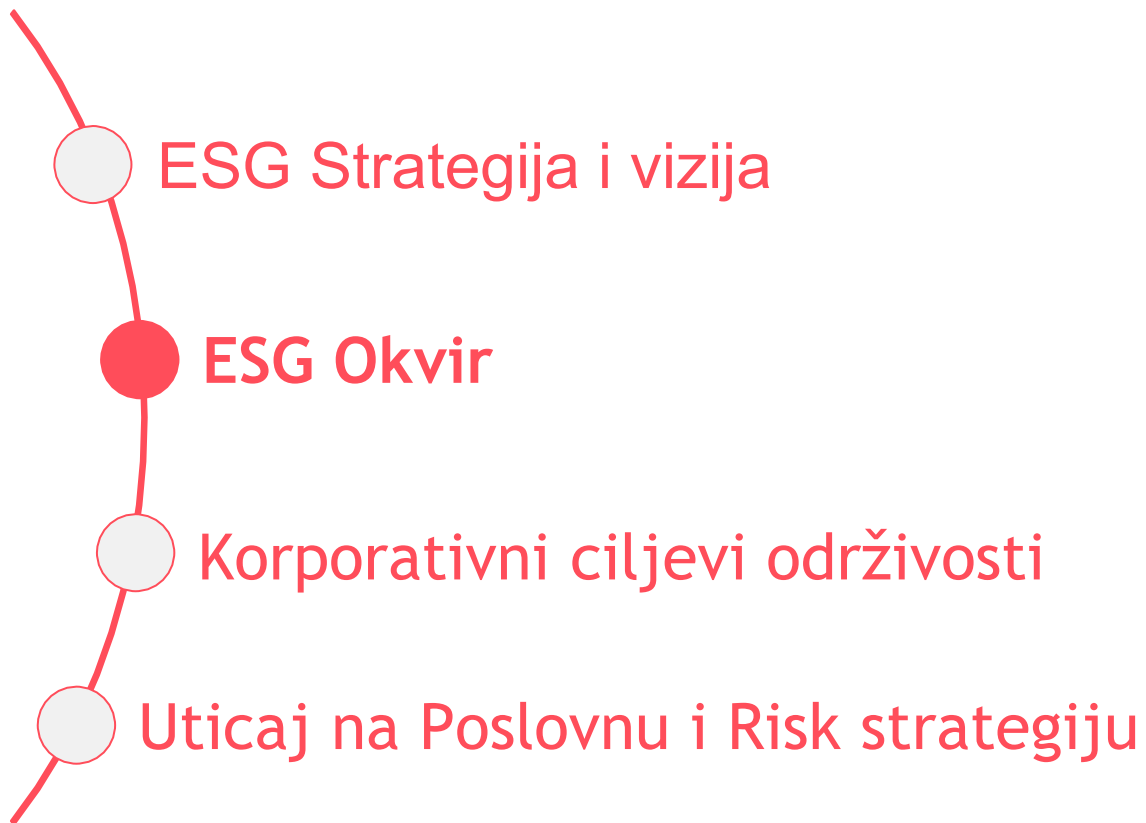 ESG Strategija i vizija
ESG Okvir
Korporativni ciljevi održivosti
Uticaj na Poslovnu i Risk strategiju